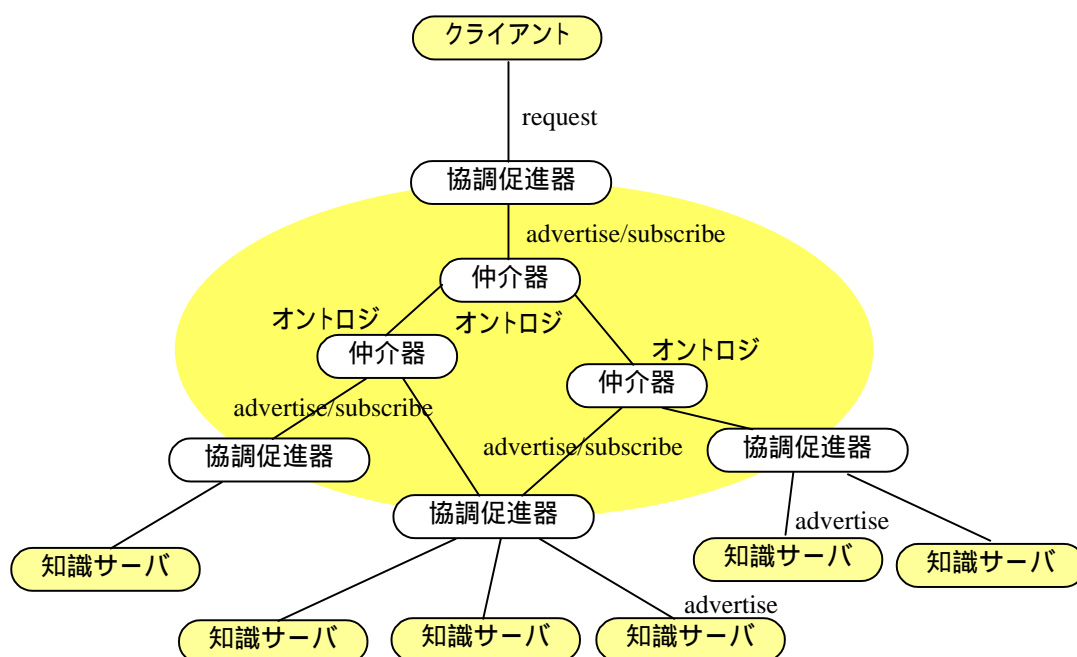 クライアント
request
協調促進器
advertise/subscribe
仲介器
オントロジ
オントロジ
仲介器
オントロジ
仲介器
advertise/subscribe
advertise/subscribe
協調促進器
協調促進器
協調促進器
advertise
知識サーバ
知識サーバ
知識サーバ
advertise
知識サーバ
知識サーバ
知識サーバ